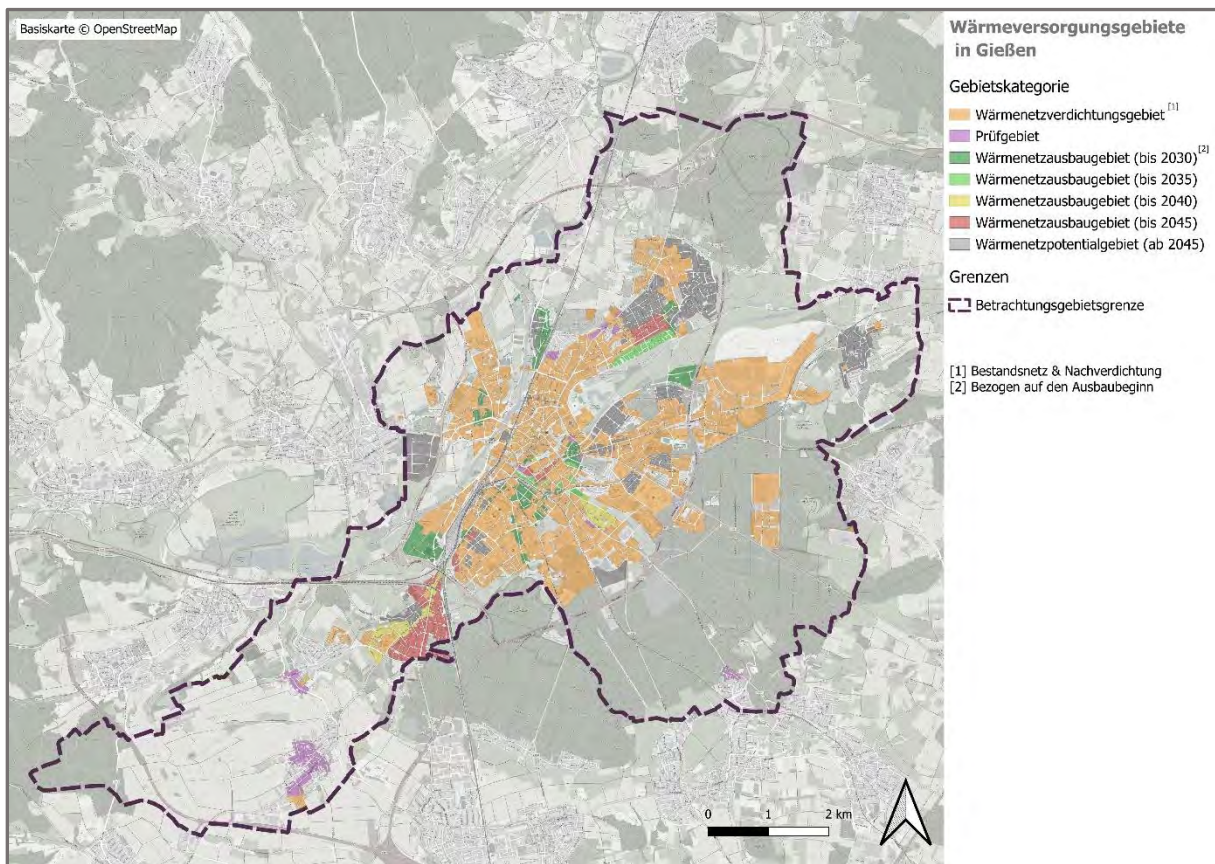 Basiskarte © OpenStreetMap
Wärmeversorgungsgebiete
in Gießen
Gebietskategorie
Wärmenetzverdichtungsgebiet [1]
Prüfgebiet
Wärmenetzausbaugebiet (bis 2030) [2]
Wärmenetzausbaugebiet (bis 2035)
Wärmenetzausbaugebiet (bis 2040)
Wärmenetzausbaugebiet (bis 2045)
Wärmenetzpotentialgebiet (ab 2045)
Grenzen
Betrachtungsgebietsgrenze
[1] Bestandsnetz & Nachverdichtung
[2] Bezogen auf den Ausbaubeginn
0 1 2 km